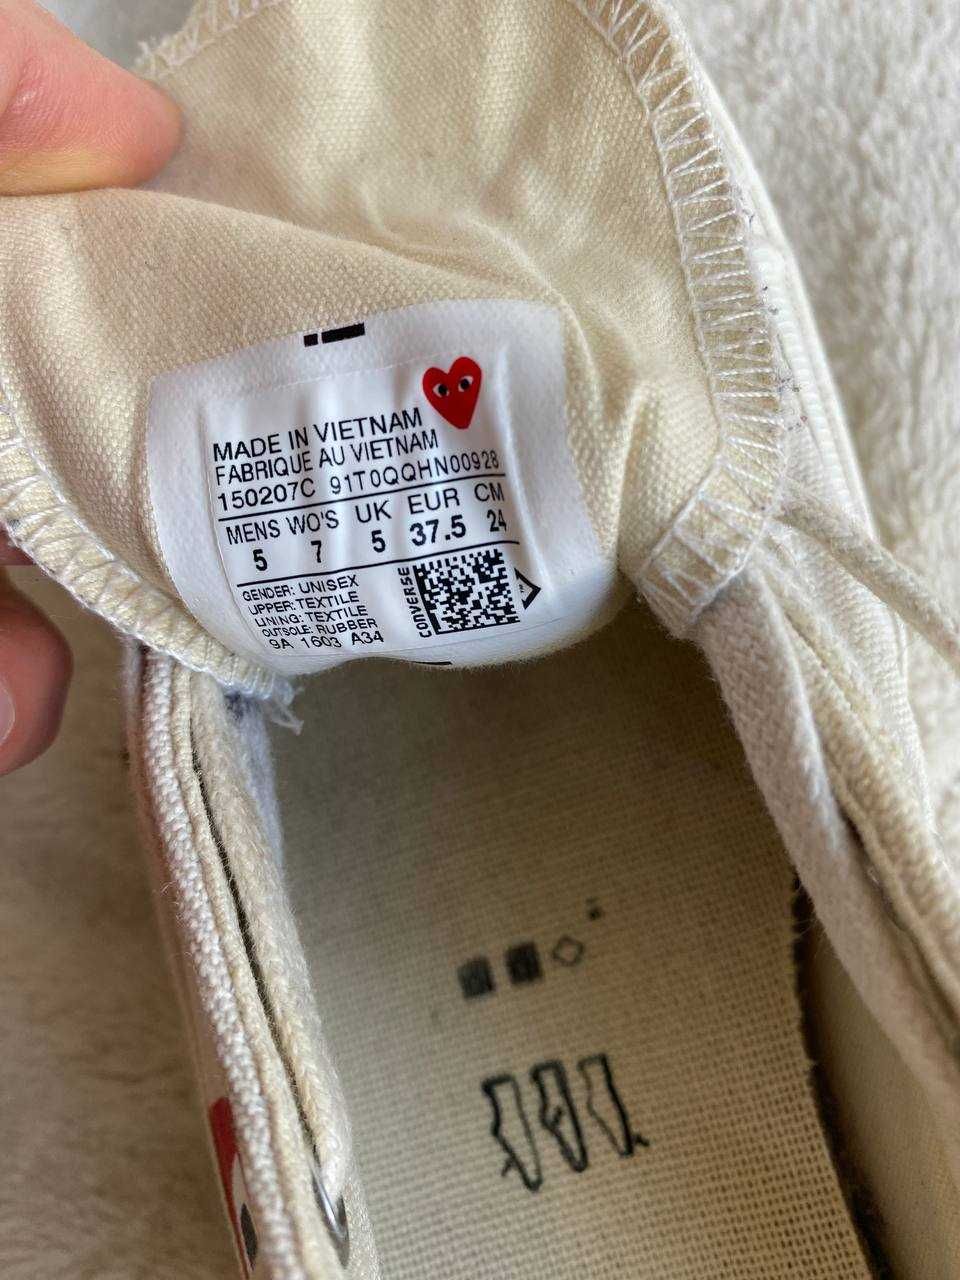 MADE IN VIETNAM
FABRIQUE AU VIETNAM
150207C 91T0QQHN00928
MENS WO'S UK EUR CM
5 7 5 37.5 24
GENDER: UNISEX
UPPER: TEXTILE
LINING: TEXTILE
OUTSOLE: RUBBER
9A 1603 A34
CONVERSE